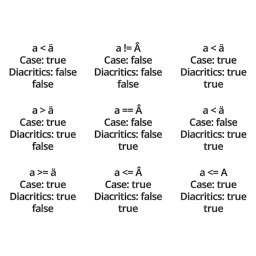 a < ä
Case: true
Diacritics: false
false
a != Â
Case: false
Diacritics: false
false
a < ä
Case: true
Diacritics: true
true
a > ä
Case: true
Diacritics: true
false
a == Â
Case: false
Diacritics: false
true
a < ä
Case: false
Diacritics: true
true
a >= ä
Case: true
Diacritics: true
false
a <= Â
Case: true
Diacritics: false
true
a <= A
Case: true
Diacritics: true
true